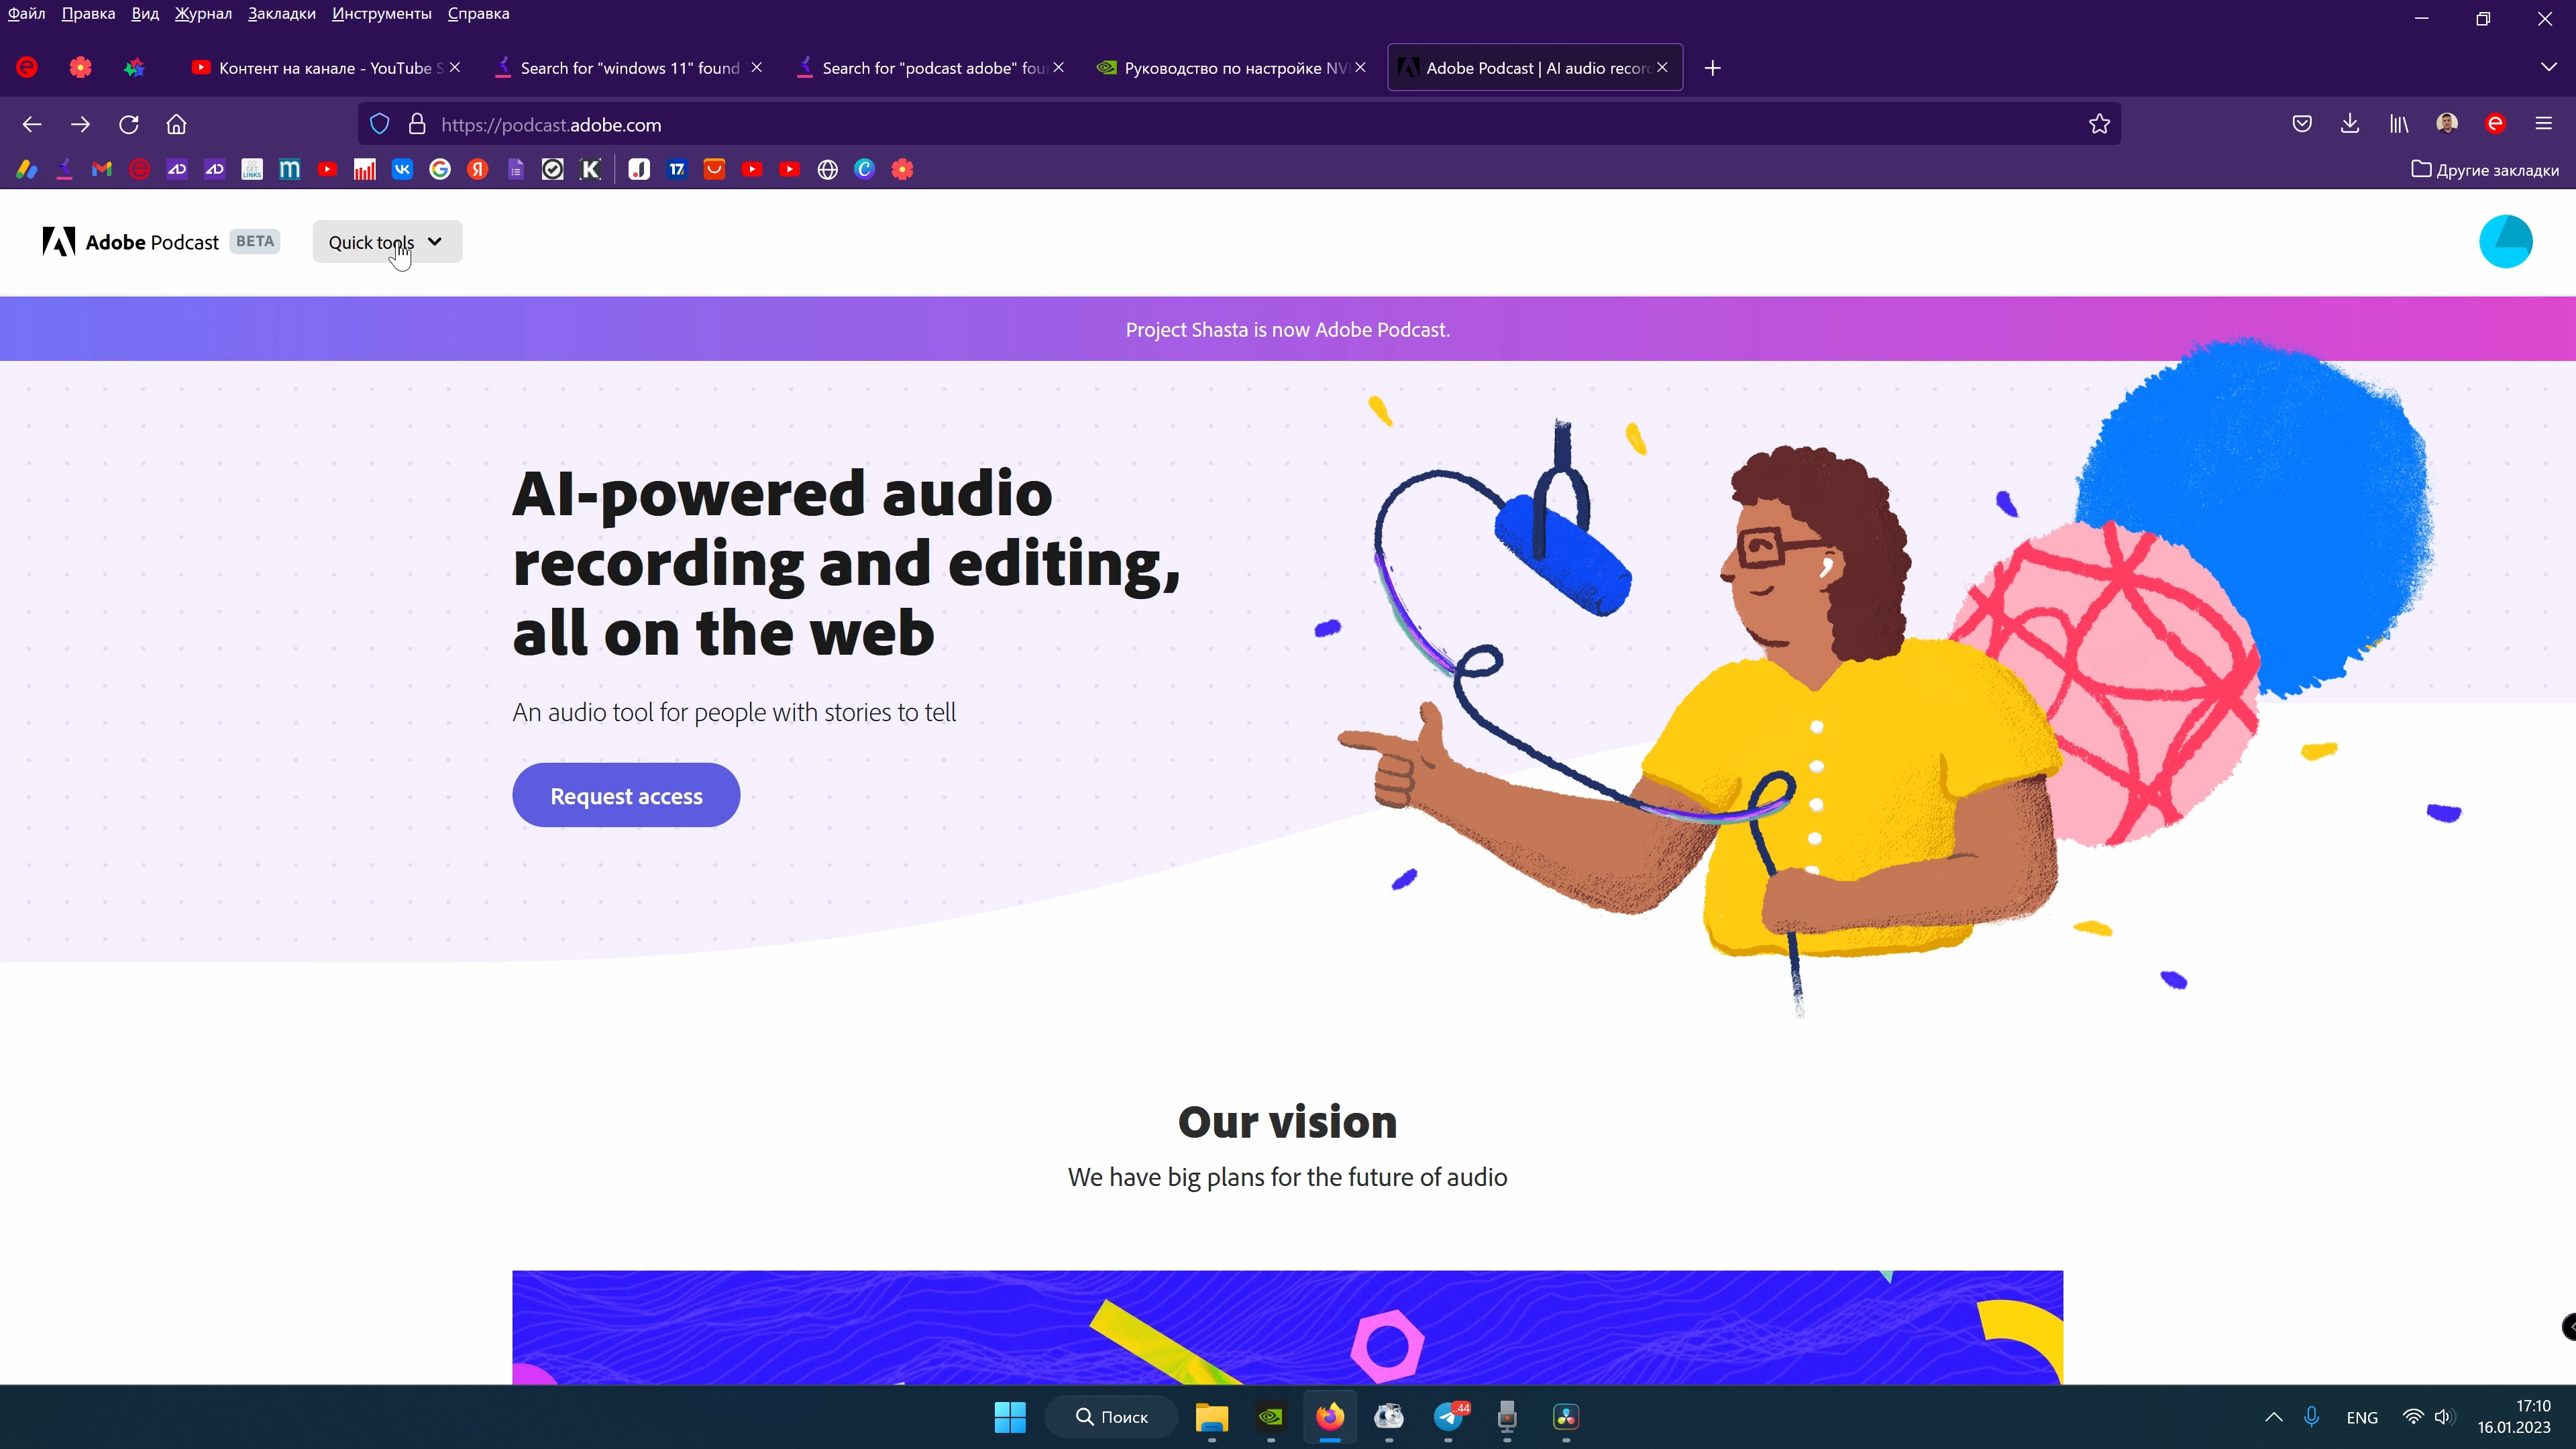 Файл Правка Вид Журнал Закладки Инструменты Справка
Контент на канале - YouTube S
Search for "windows 11" found
Search for "podcast adobe" four
Руководство по настройке NVI
Adobe Podcast | AI audio record
https://podcast.adobe.com
Другие закладки
Adobe Podcast BETA
Quick tools
Project Shasta is now Adobe Podcast.
AI-powered audio
recording and editing,
all on the web
An audio tool for people with stories to tell
Request access
Our vision
We have big plans for the future of audio
Поиск
44
ENG
17:10
16.01.2023